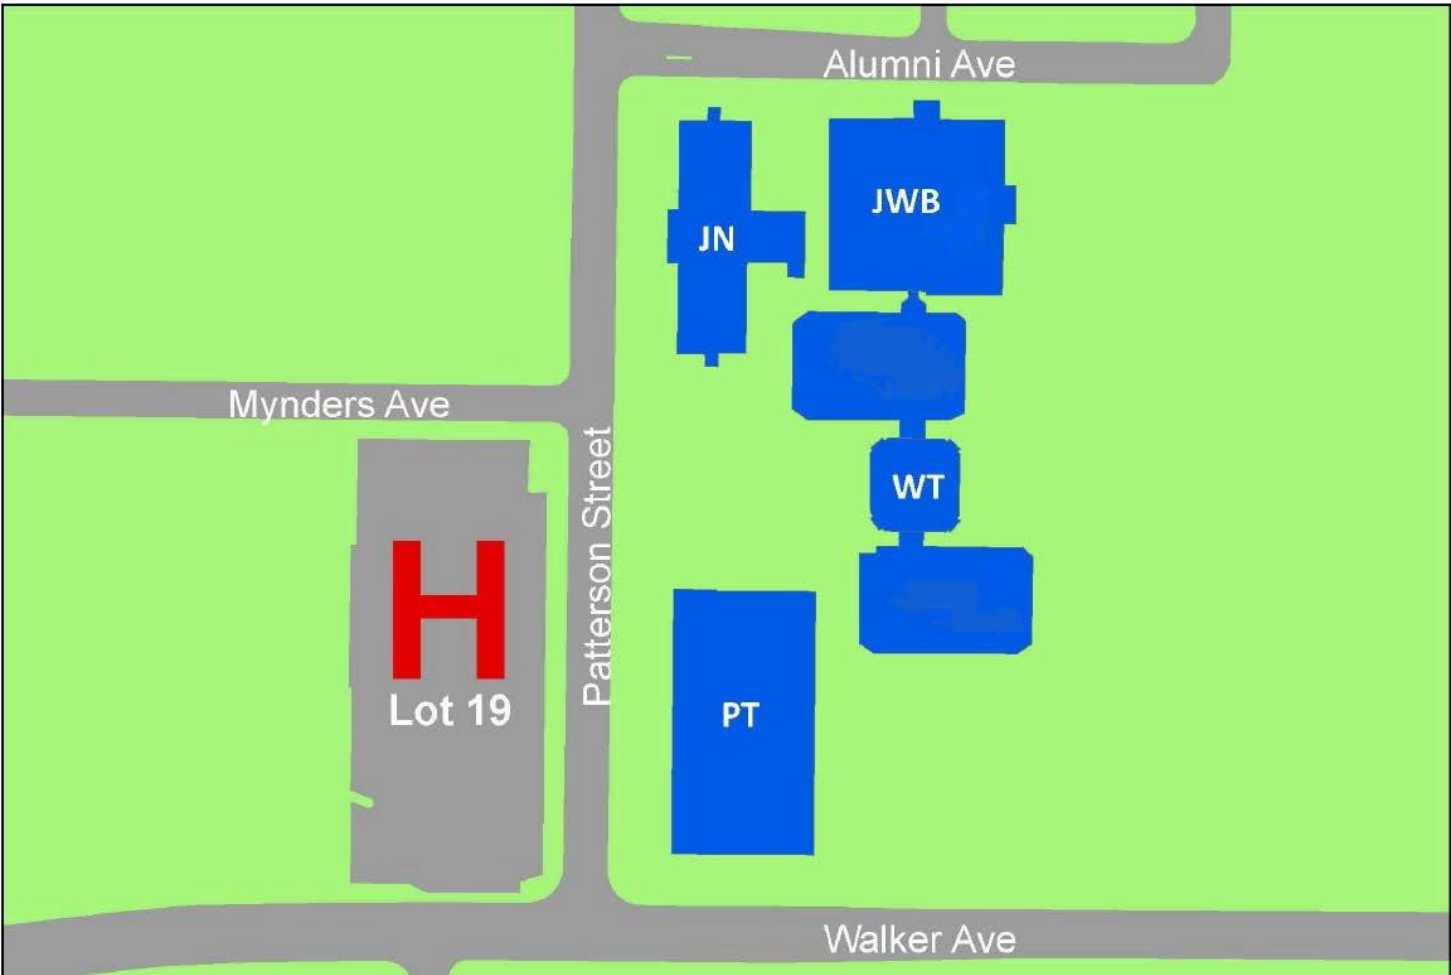 Alumni Ave
JWB
JN
Mynders Ave
Patterson Street
WT
H
Lot 19
PT
Walker Ave